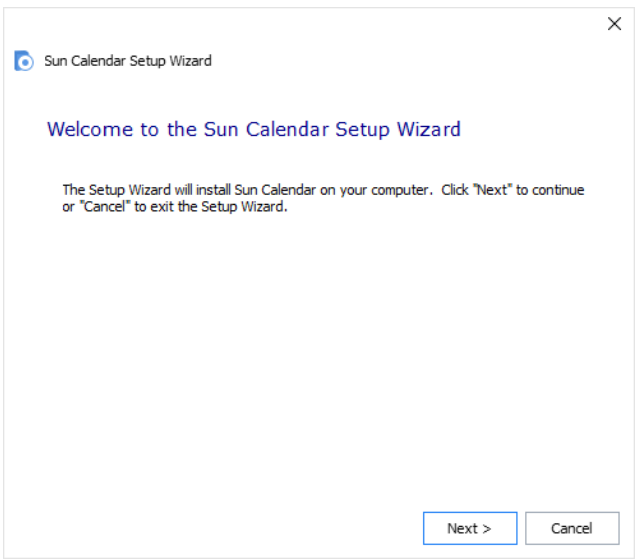 Sun Calendar Setup Wizard
Welcome to the Sun Calendar Setup Wizard
The Setup Wizard will install Sun Calendar on your computer.  Click "Next" to continue
or "Cancel" to exit the Setup Wizard.
Next >
Cancel